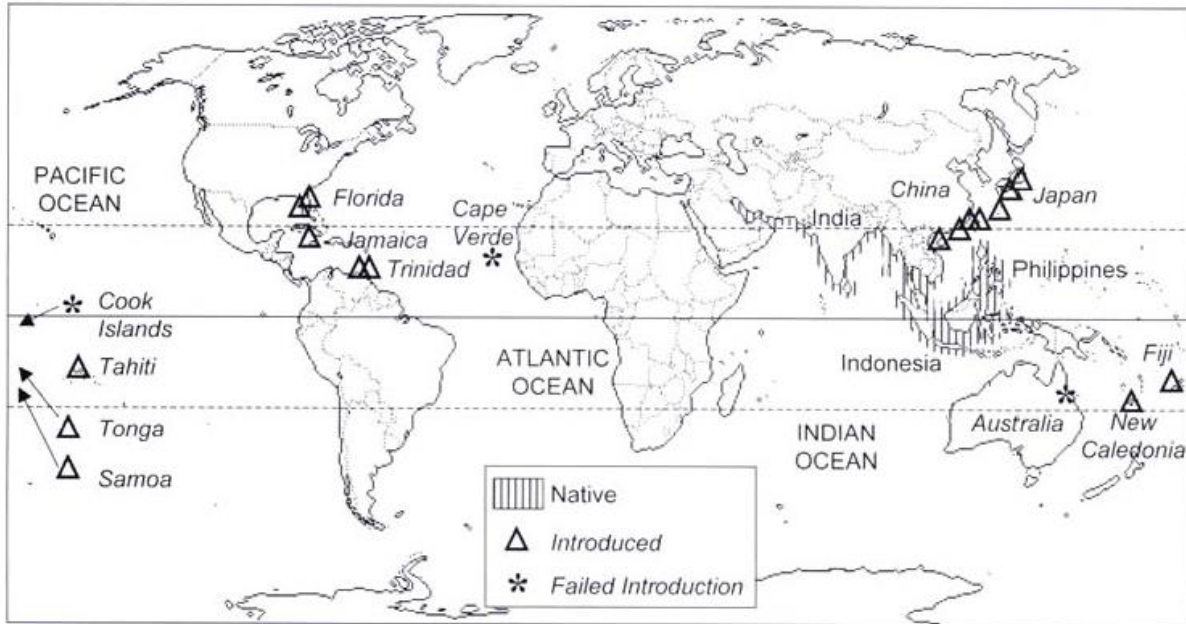 PACIFIC
OCEAN
Florida
Jamaica
Trinidad
Cape
Verde
China
Japan
India
Philippines
Cook
Islands
Tahiti
Tonga
Samoa
ATLANTIC
OCEAN
Indonesia
Fiji
Australia
New
Caledonia
INDIAN
OCEAN
Native
Introduced
Failed Introduction